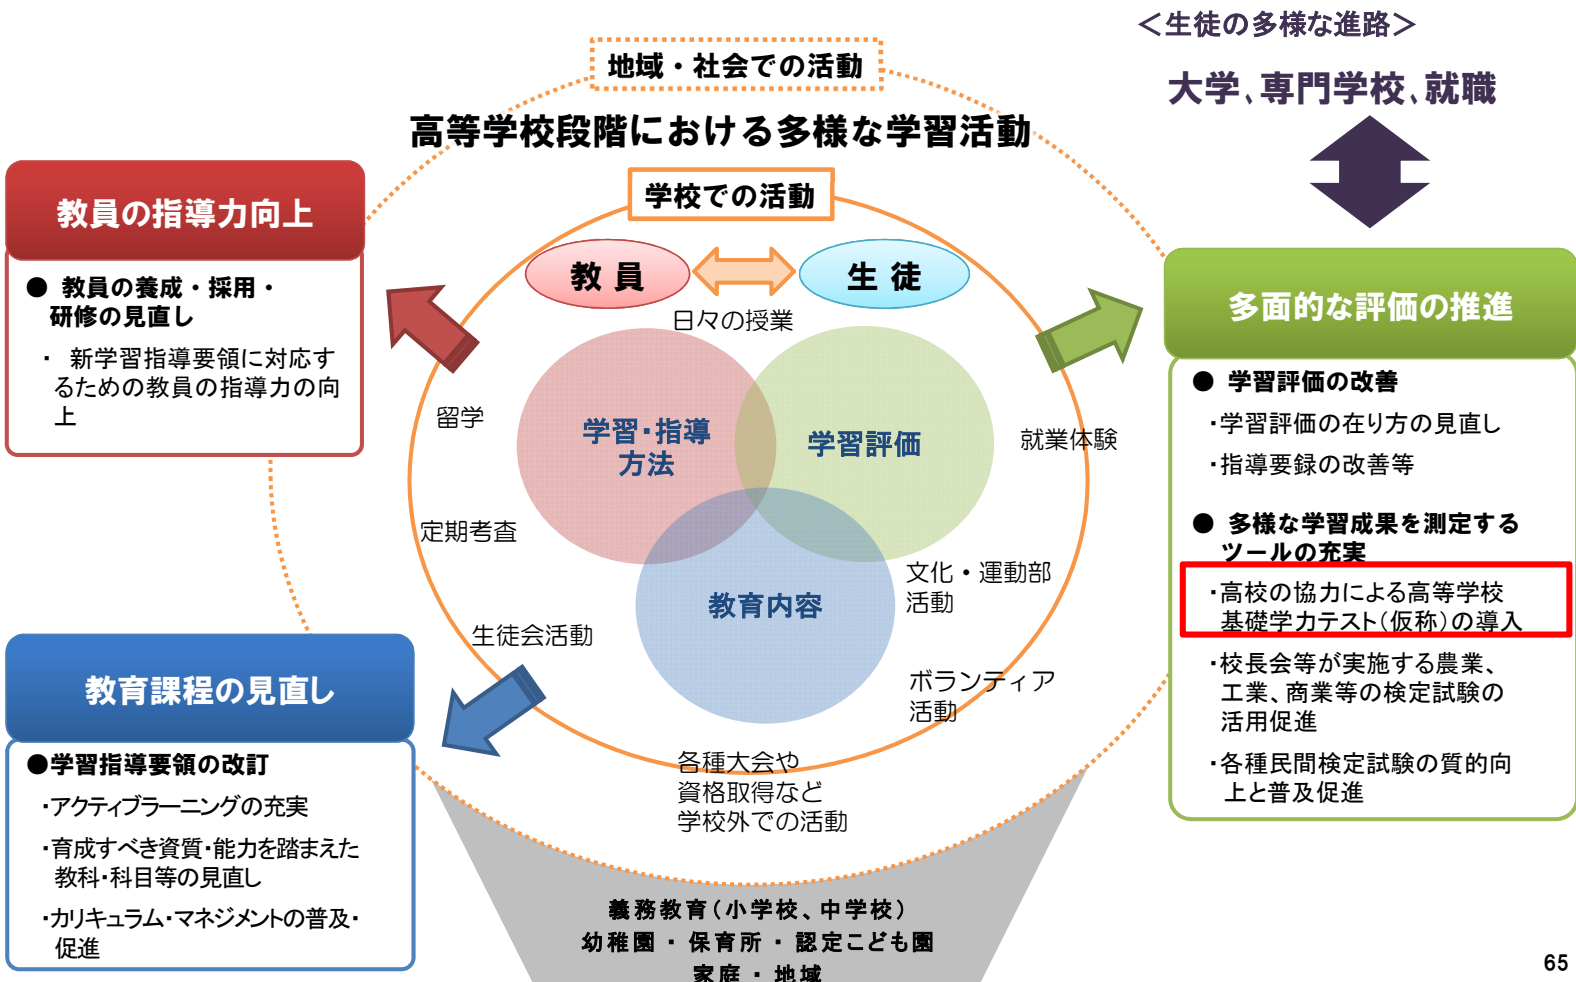 ＜生徒の多様な進路＞
大学、専門学校、就職
地域・社会での活動
高等学校段階における多様な学習活動
学校での活動
教員
生徒
日々の授業
学習・指導
方法
学習評価
教育内容
留学
定期考査
生徒会活動
就業体験
文化・運動部
活動
ボランティア
活動
各種大会や
資格取得など
学校外での活動
教員の指導力向上
● 教員の養成・採用・
研修の見直し
・ 新学習指導要領に対応す
るための教員の指導力の向
上
教育課程の見直し
●学習指導要領の改訂
・アクティブラーニングの充実
・育成すべき資質・能力を踏まえた
教科・科目等の見直し
・カリキュラム・マネジメントの普及・
促進
多面的な評価の推進
● 学習評価の改善
・学習評価の在り方の見直し
・指導要録の改善等
● 多様な学習成果を測定する
ツールの充実
・高校の協力による高等学校
基礎学力テスト（仮称）の導入
・校長会等が実施する農業、
工業、商業等の検定試験の
活用促進
・各種民間検定試験の質的向
上と普及促進
義務教育（小学校、中学校）
幼稚園・保育所・認定こども園
家庭・地域
65